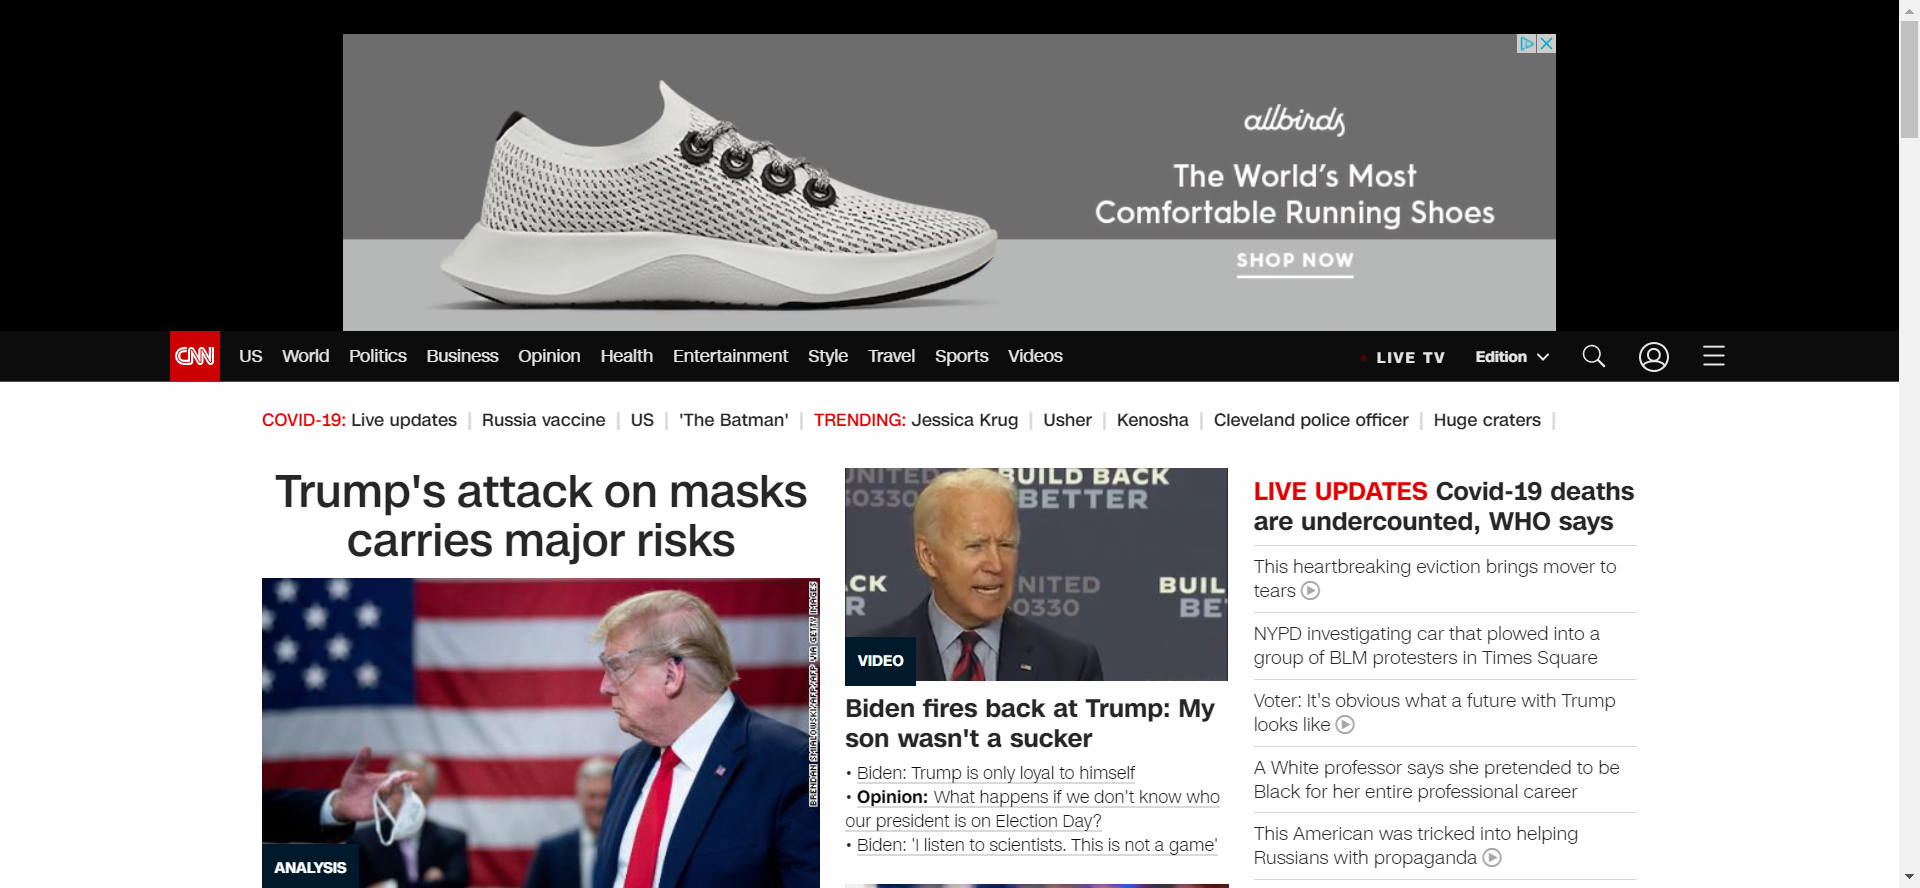 allbirds
The World's Most
Comfortable Running Shoes
SHOP NOW
CNN US World Politics Business Opinion Health Entertainment Style Travel Sports Videos LIVE TV Edition
COVID-19: Live updates | Russia vaccine | US | 'The Batman' | TRENDING: Jessica Krug | Usher | Kenosha | Cleveland police officer | Huge craters |
Trump's attack on masks
carries major risks
BRENDAN SMIALOWSKI/AFP/AFP VIA GETTY IMAGES
ANALYSIS
UNITED BUILD BACK
50330 BETTER
CK UNITED BUIL
R 0330 BE
VIDEO
Biden fires back at Trump: My
son wasn't a sucker
• Biden: Trump is only loyal to himself
• Opinion: What happens if we don't know who
our president is on Election Day?
• Biden: 'I listen to scientists. This is not a game'
LIVE UPDATES Covid-19 deaths
are undercounted, WHO says
This heartbreaking eviction brings mover to
tears
NYPD investigating car that plowed into a
group of BLM protesters in Times Square
Voter: It's obvious what a future with Trump
looks like
A White professor says she pretended to be
Black for her entire professional career
This American was tricked into helping
Russians with propaganda